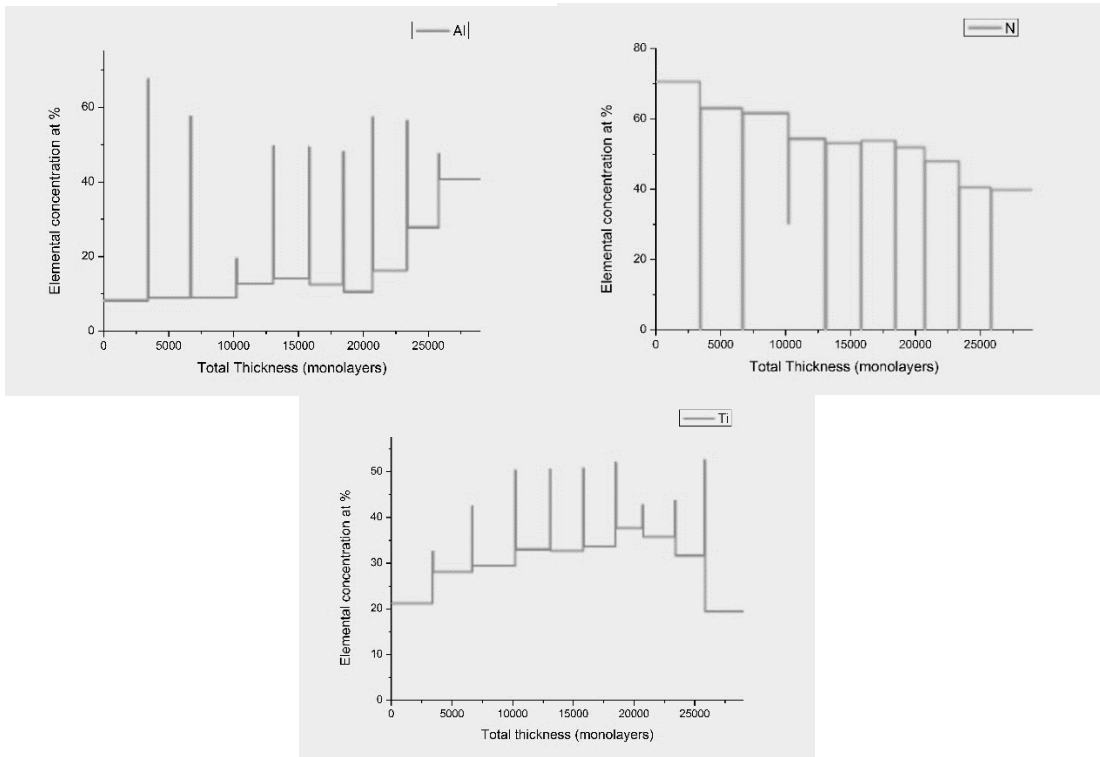 Al
Elemental concentration at %
60
40
20
0
0 5000 10000 15000 20000 25000
Total Thickness (monolayers)
N
Elemental concentration at %
80
60
40
20
0
0 5000 10000 15000 20000 25000
Total Thickness (monolayers)
Ti
Elemental concentration at %
50
40
30
20
10
0
0 5000 10000 15000 20000 25000
Total thickness (monolayers)